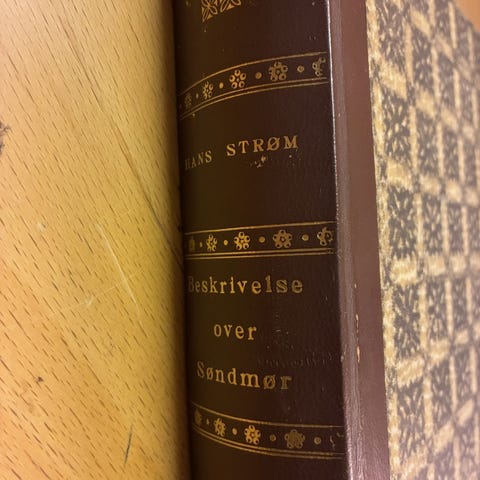 HANS STRØM
Beskrivelse
over
Søndmør